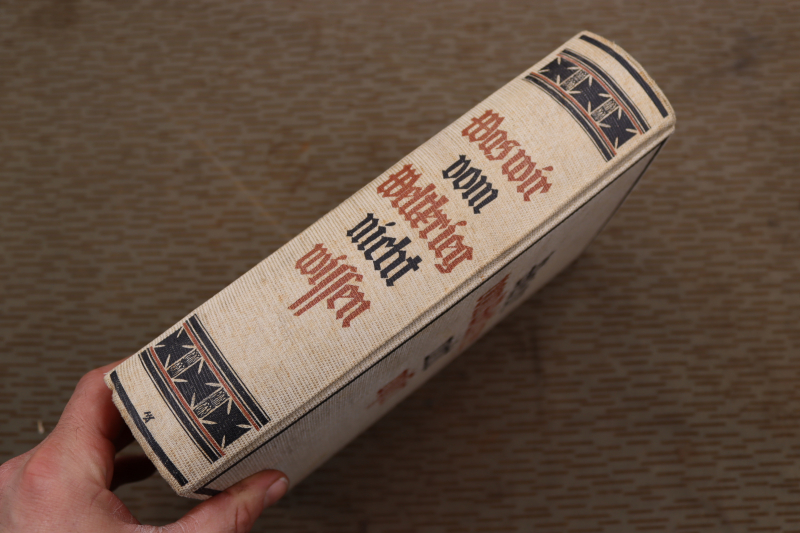 Was wir
vom
Weltkrieg
nicht
wissen